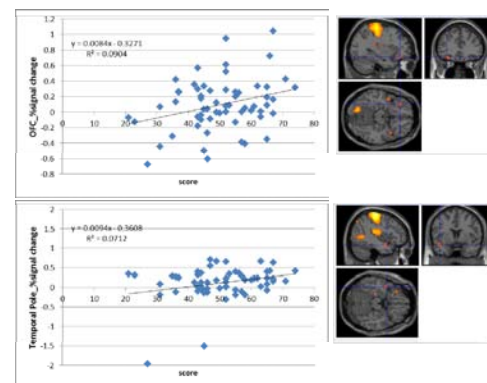 1.2
1
0.8
0.6
0.4
0.2
0
-0.2
-0.4
-0.6
-0.8
y = 0.0084x - 0.3271
R² = 0.0904
0 10 20 30 40 50 60 70 80
OFC_%signal change
score
2
1.5
1
0.5
0
-0.5
-1
-1.5
-2
y = 0.0094x - 0.3608
R² = 0.0712
0 10 20 30 40 50 60 70 80
Temporal Pole_%signal change
score